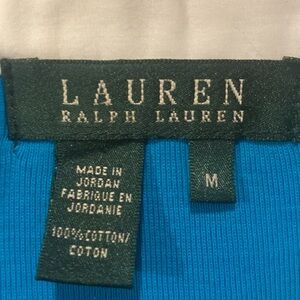 LAUREN
RALPH LAUREN
M
MADE IN
JORDAN
FABRIQUE EN
JORDANIE
100%COTTON/
COTON